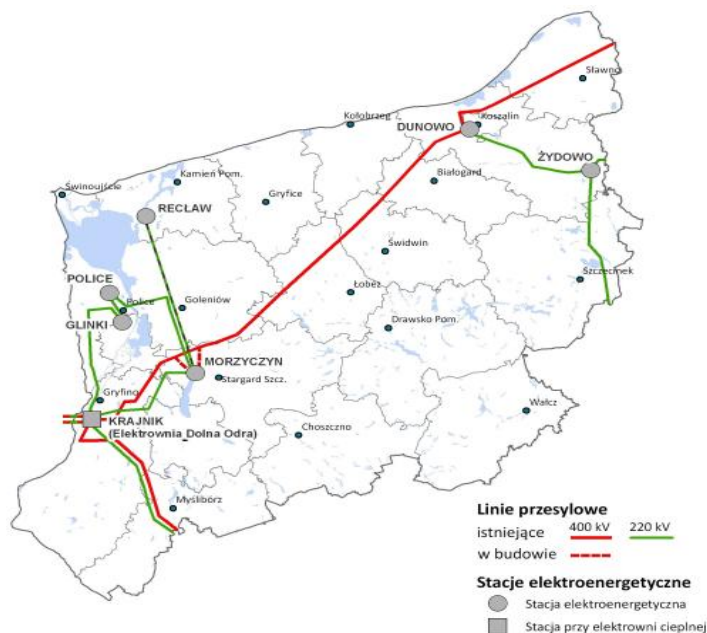 Sławno
Kołobrzeg
Koszalin
DUNOWO
ŻYDOWO
Świnoujście
Kamień Pom.
Białogard
Gryfice
RECŁAW
Świdwin
Szczecinek
POLICE
Police
Goleniów
Łobez
GLINKI
Drawsko Pom.
MORZYCZYN
Stargard Szcz.
Gryfino
Wałcz
KRAJNIK
(Elektrownia Dolna Odra)
Choszczno
Myślibórz
Linie przesyłowe
istniejące 400 kV 220 kV
w budowie
Stacje elektroenergetyczne
Stacja elektroenergetyczna
Stacja przy elektrowni cieplnej